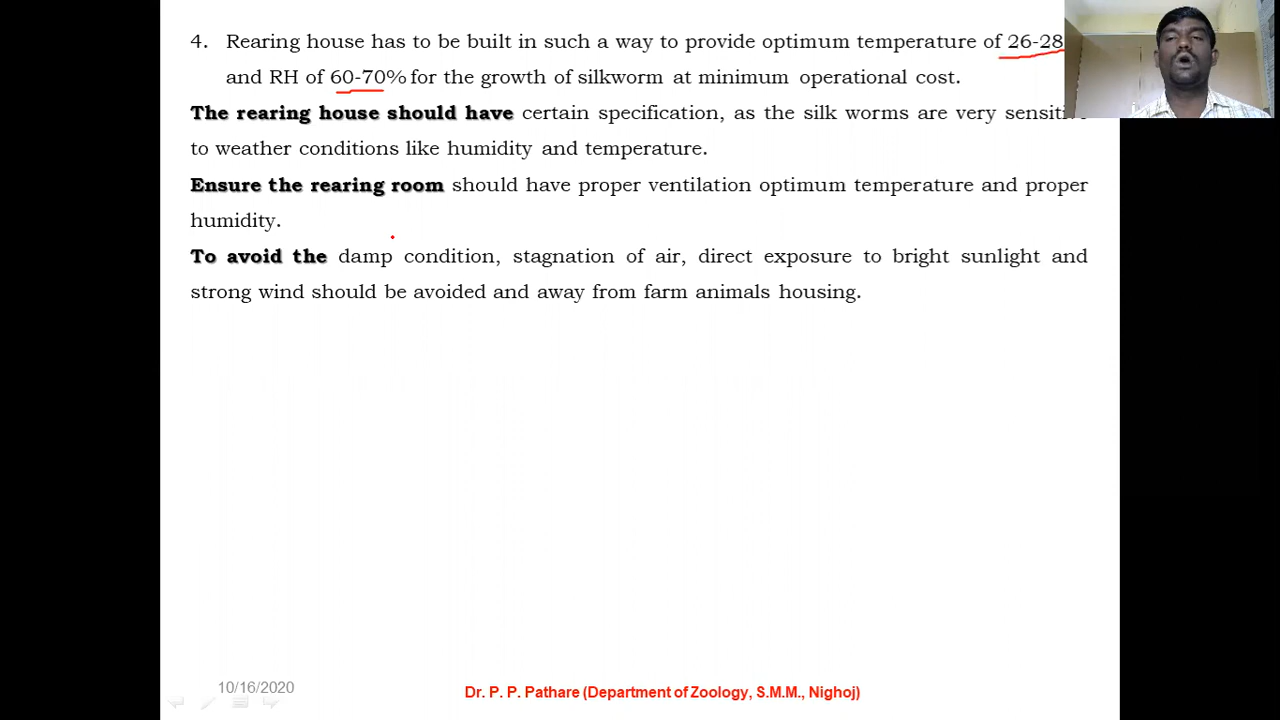 4. Rearing house has to be built in such a way to provide optimum temperature of 26-28
and RH of 60-70% for the growth of silkworm at minimum operational cost.
The rearing house should have certain specification, as the silk worms are very sensitive
to weather conditions like humidity and temperature.
Ensure the rearing room should have proper ventilation optimum temperature and proper
humidity.
To avoid the damp condition, stagnation of air, direct exposure to bright sunlight and
strong wind should be avoided and away from farm animals housing.
10/16/2020
Dr. P. P. Pathare (Department of Zoology, S.M.M., Nighoj)